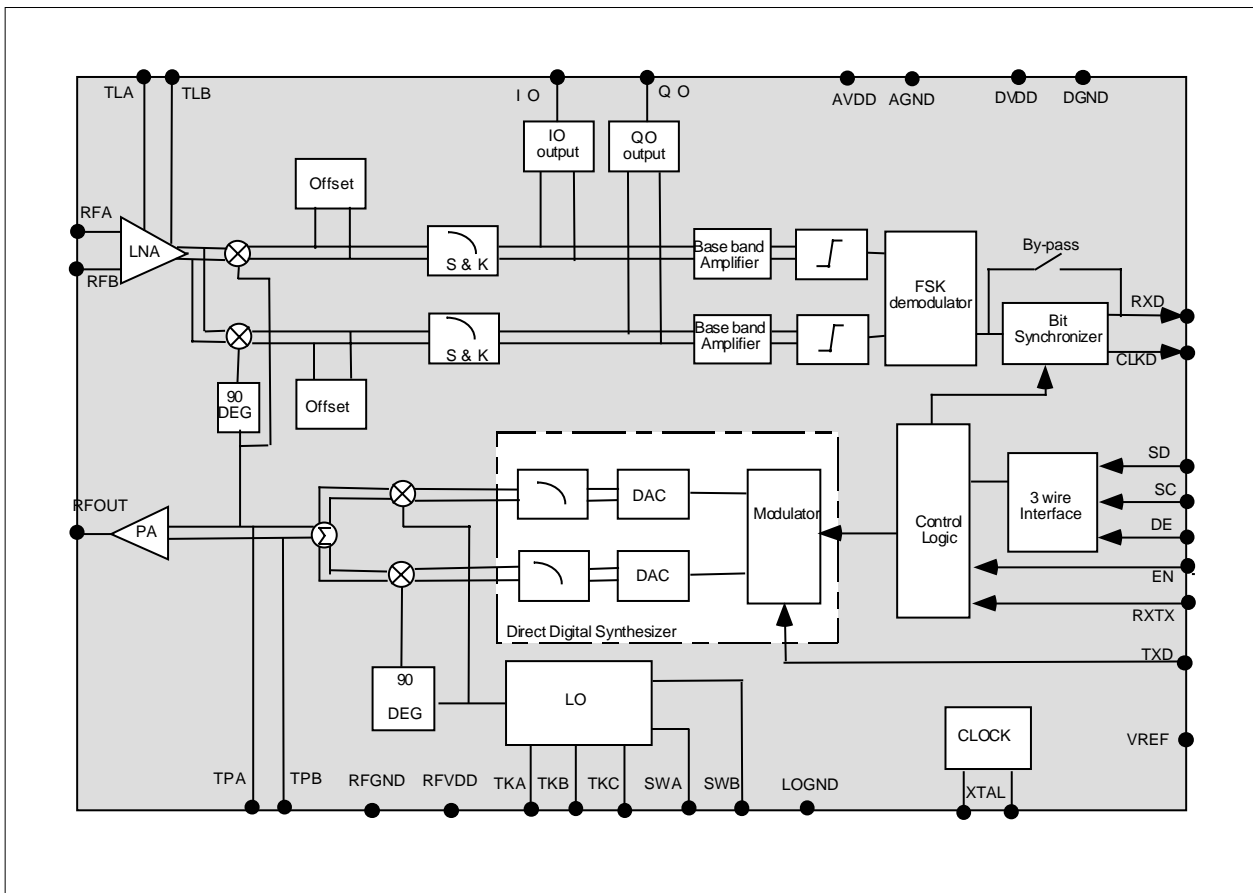 TLA
TLB
I O
Q O
AVDD
AGND
DVDD
DGND
IO
output
QO
output
Offset
RFA
RFB
LNA
S & K
Base band
Amplifier
FSK
demodulator
By-pass
RXD
Bit
Synchronizer
CLKD
S & K
Base band
Amplifier
90
DEG
Offset
RFOUT
PA
Σ
DAC
DAC
Modulator
Direct Digital Synthesizer
Control
Logic
3 wire
Interface
SD
SC
DE
EN
RXTX
TXD
90
DEG
LO
CLOCK
VREF
TPA
TPB
RFGND
RFVDD
TKA
TKB
TKC
SWA
SWB
LOGND
XTAL